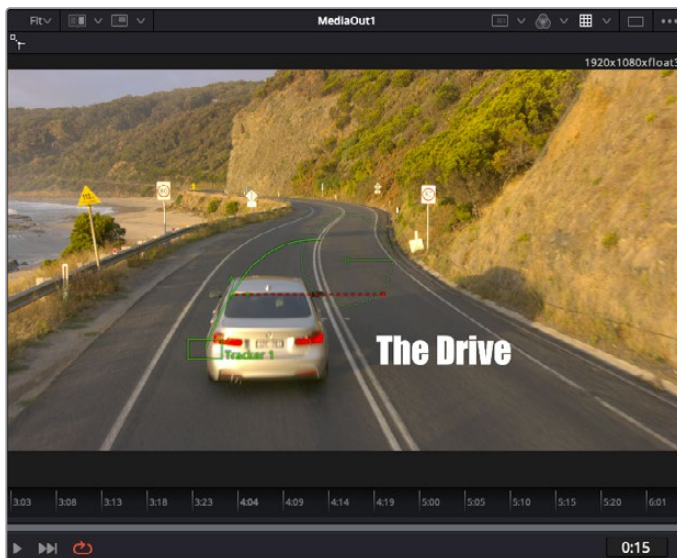 Fit
MediaOut1
1920x1080xfloat3
Tracker 1
The Drive
3:03 3:08 3:13 3:18 3:23 4:04 4:09 4:14 4:19 5:00 5:05 5:10 5:15 5:20 6:01
0:15